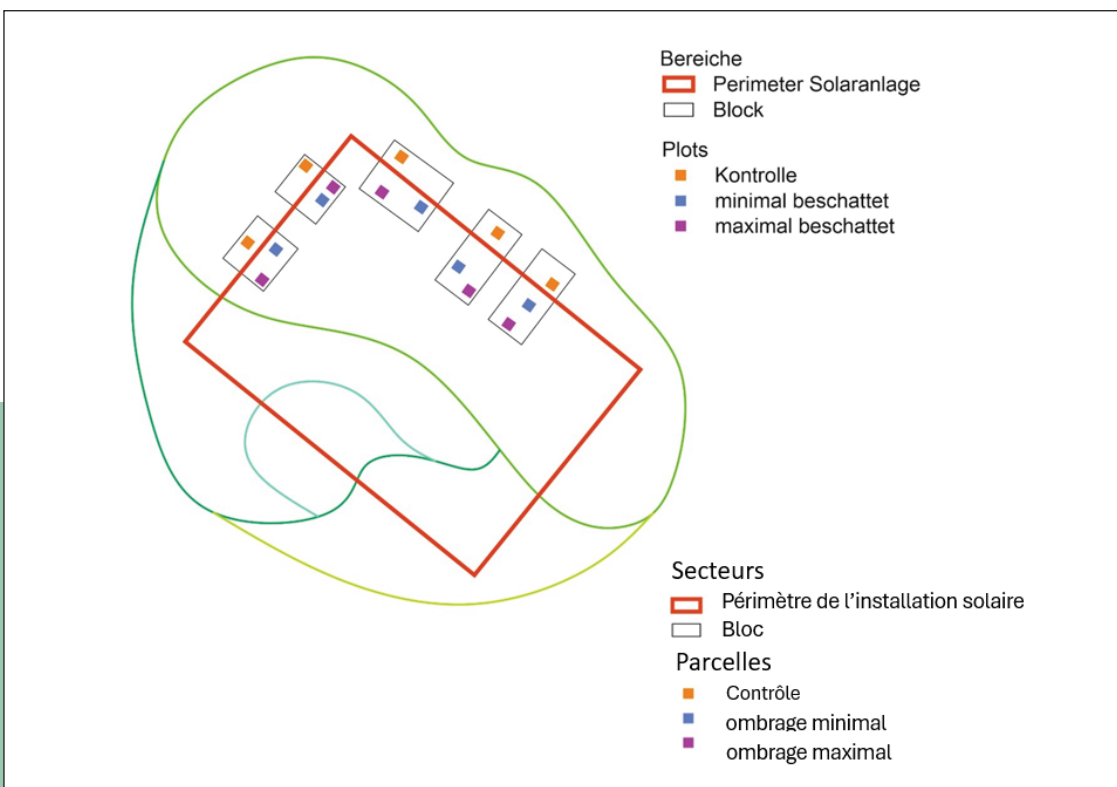 Bereiche
Perimeter Solaranlage
Block
Plots
Kontrolle
minimal beschattet
maximal beschattet
Secteurs
Périmètre de l'installation solaire
Bloc
Parcelles
Contrôle
ombrage minimal
ombrage maximal